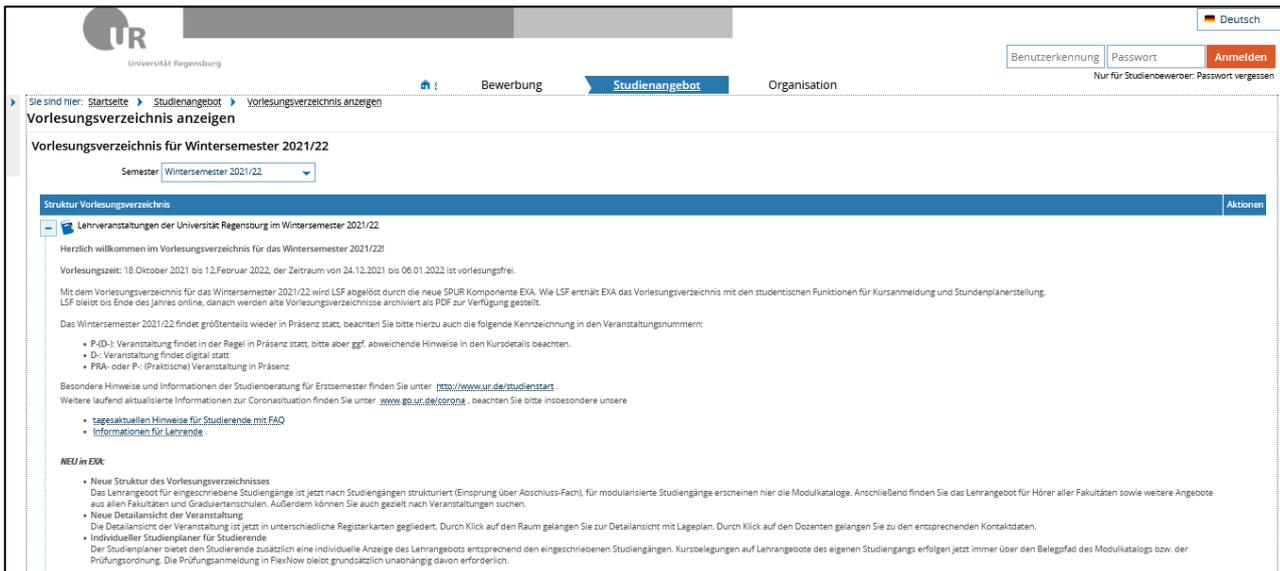 Deutsch
UR
Universität Regensburg
Benutzerkennung Passwort Anmelden
Nur für Studienbewerber: Passwort vergessen
Bewerbung Studienangebot Organisation
Sie sind hier: Startseite Studienangebot Vorlesungsverzeichnis anzeigen
Vorlesungsverzeichnis anzeigen
Vorlesungsverzeichnis für Wintersemester 2021/22
Semester Wintersemester 2021/22
Struktur Vorlesungsverzeichnis Aktionen
Lehrveranstaltungen der Universität Regensburg im Wintersemester 2021/22
Herzlich willkommen im Vorlesungsverzeichnis für das Wintersemester 2021/22!
Vorlesungszeit: 18.Oktober 2021 bis 12.Februar 2022, der Zeitraum von 24.12.2021 bis 06.01.2022 ist vorlesungsfrei.
Mit dem Vorlesungsverzeichnis für das Wintersemester 2021/22 wird LSF abgelöst durch die neue SPUR Komponente EXA. Wie LSF enthält EXA das Vorlesungsverzeichnis mit den studentischen Funktionen für Kursanmeldung und Stundenplanerstellung.
LSF bleibt bis Ende des Jahres online, danach werden alte Vorlesungsverzeichnisse archiviert als PDF zur Verfügung gestellt.
Das Wintersemester 2021/22 findet größtenteils wieder in Präsenz statt, beachten Sie bitte hierzu auch die folgende Kennzeichnung in den Veranstaltungsnummern:
• P-(D-): Veranstaltung findet in der Regel in Präsenz statt, bitte aber ggf. abweichende Hinweise in den Kursdetails beachten.
• D-: Veranstaltung findet digital statt
• PRA- oder P-: (Praktische) Veranstaltung in Präsenz
Besondere Hinweise und Informationen der Studienberatung für Erstsemester finden Sie unter http://www.ur.de/studienstart .
Weitere laufend aktualisierte Informationen zur Coronasituation finden Sie unter www.go.ur.de/corona , beachten Sie bitte insbesondere unsere
• tagesaktuellen Hinweise für Studierende mit FAQ
• Informationen für Lehrende .
NEU in EXA:
• Neue Struktur des Vorlesungsverzeichnisses
Das Lehrangebot für eingeschriebene Studiengänge ist jetzt nach Studiengängen strukturiert (Einsprung über Abschluss-Fach), für modularisierte Studiengänge erscheinen hier die Modulkataloge. Anschließend finden Sie das Lehrangebot für Hörer aller Fakultäten sowie weitere Angebote
aus allen Fakultäten und Graduiertenschulen. Außerdem können Sie auch gezielt nach Veranstaltungen suchen.
• Neue Detailansicht der Veranstaltung
Die Detailansicht der Veranstaltung ist jetzt in unterschiedliche Registerkarten gegliedert. Durch Klick auf den Raum gelangen Sie zur Detailansicht mit Lageplan. Durch Klick auf den Dozenten gelangen Sie zu den entsprechenden Kontaktdaten.
• Individueller Studienplaner für Studierende
Der Studienplaner bietet den Studierende zusätzlich eine individuelle Anzeige des Lehrangebots entsprechend den eingeschriebenen Studiengängen. Kursbelegungen auf Lehrangebote des eigenen Studiengangs erfolgen jetzt immer über den Belegpfad des Modulkatalogs bzw. der
Prüfungsordnung. Die Prüfungsanmeldung in FlexNow bleibt grundsätzlich unabhängig davon erforderlich.